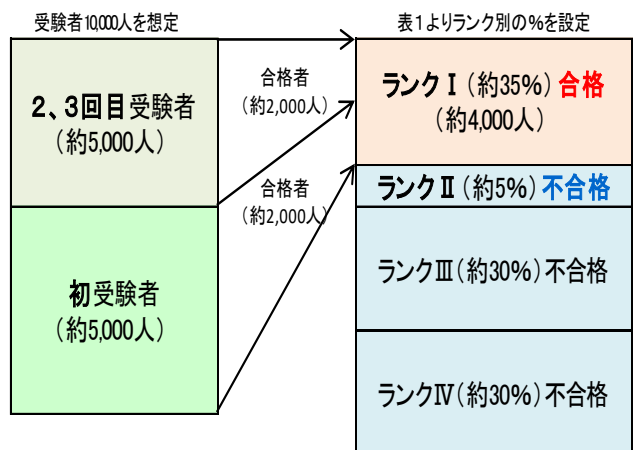 受験者10,000人を想定
表１よりランク別の％を設定
２、３回目受験者
（約5,000人）
合格者
（約2,000人）
ランクⅠ（約35％）合格
（約4,000人）
合格者
（約2,000人）
ランクⅡ（約5％）不合格
初受験者
（約5,000人）
ランクⅢ（約30％）不合格
ランクⅣ（約30％）不合格